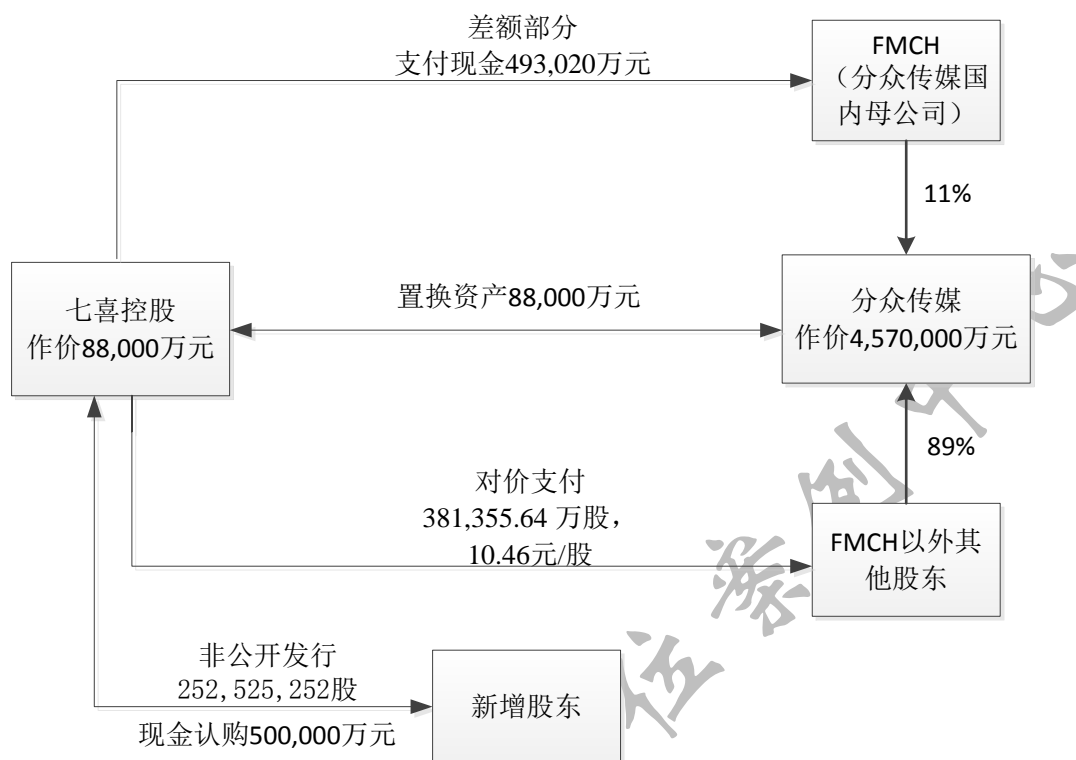 差额部分
支付现金493,020万元
FMCH
（分众传媒国
内母公司）
11%
七喜控股
作价88,000万元
置换资产88,000万元
分众传媒
作价4,570,000万元
89%
对价支付
381,355.64 万股，
10.46元/股
FMCH以外其
他股东
非公开发行
252,525,252股
现金认购500,000万元
新增股东
位案例中心